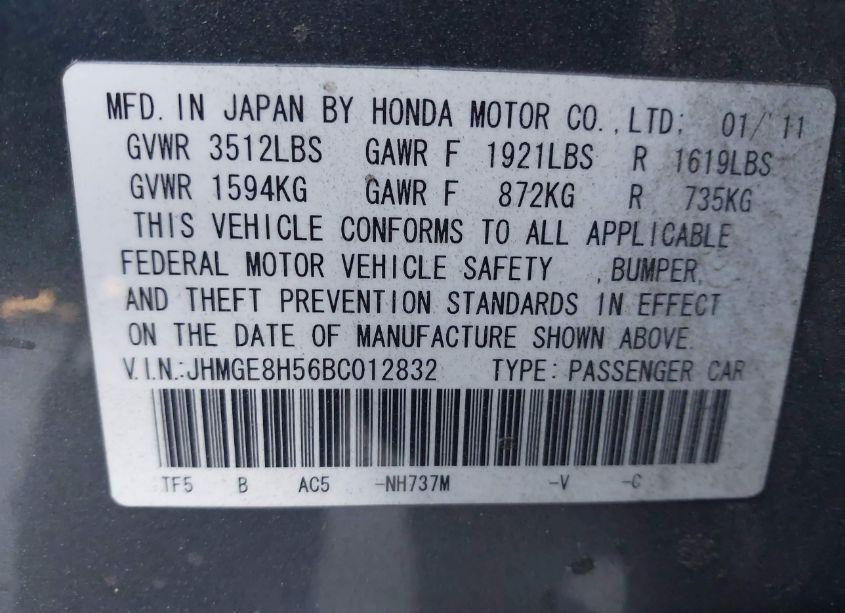 MFD. IN JAPAN BY HONDA MOTOR CO.,LTD. 01/'11
GVWR 3512LBS GAWR F 1921LBS R 1619LBS
GVWR 1594KG GAWR F 872KG R 735KG
THIS VEHICLE CONFORMS TO ALL APPLICABLE
FEDERAL MOTOR VEHICLE SAFETY , BUMPER,
AND THEFT PREVENTION STANDARDS IN EFFECT
ON THE DATE OF MANUFACTURE SHOWN ABOVE.
V.I.N.:JHMGE8H56BC012832 TYPE: PASSENGER CAR
TF5 B AC5 -NH737M -V -C